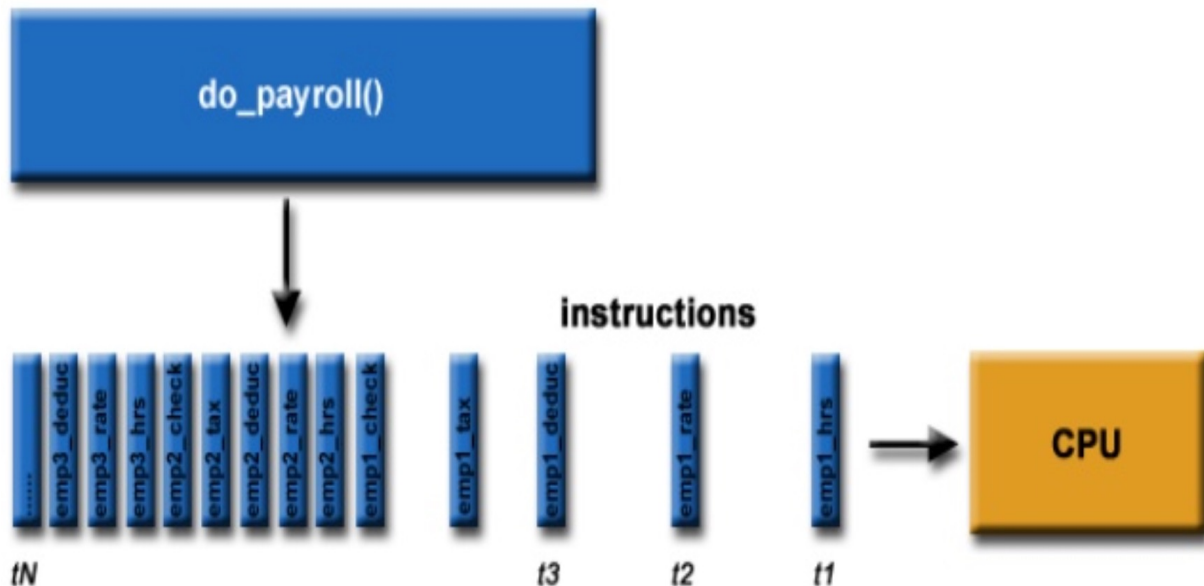 do_payroll()
instructions
......
emp3_deduc
emp3_rate
emp3_hrs
emp2_check
emp2_tax
emp2_deduc
emp2_rate
emp2_hrs
emp1_check
emp1_tax
emp1_deduc
emp1_rate
emp1_hrs
CPU
tN
t3
t2
t1